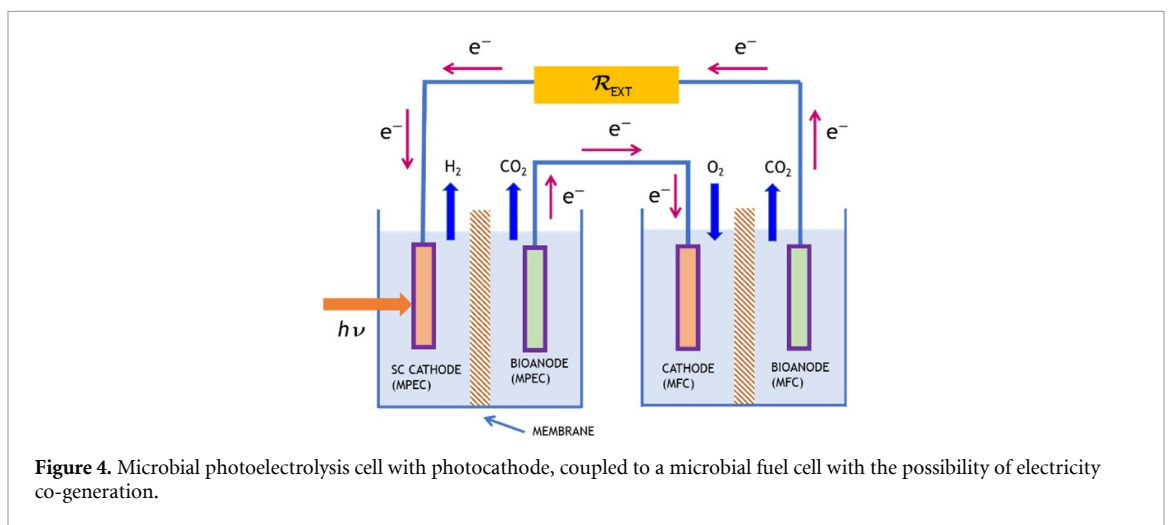 e⁻ e⁻
ℛEXT
e⁻ e⁻ e⁻
H₂ CO₂ O₂ CO₂
e⁻ e⁻
hν
SC CATHODE BIOANODE CATHODE BIOANODE
(MPEC) (MPEC) (MFC) (MFC)
MEMBRANE
Figure 4. Microbial photoelectrolysis cell with photocathode, coupled to a microbial fuel cell with the possibility of electricity
co-generation.